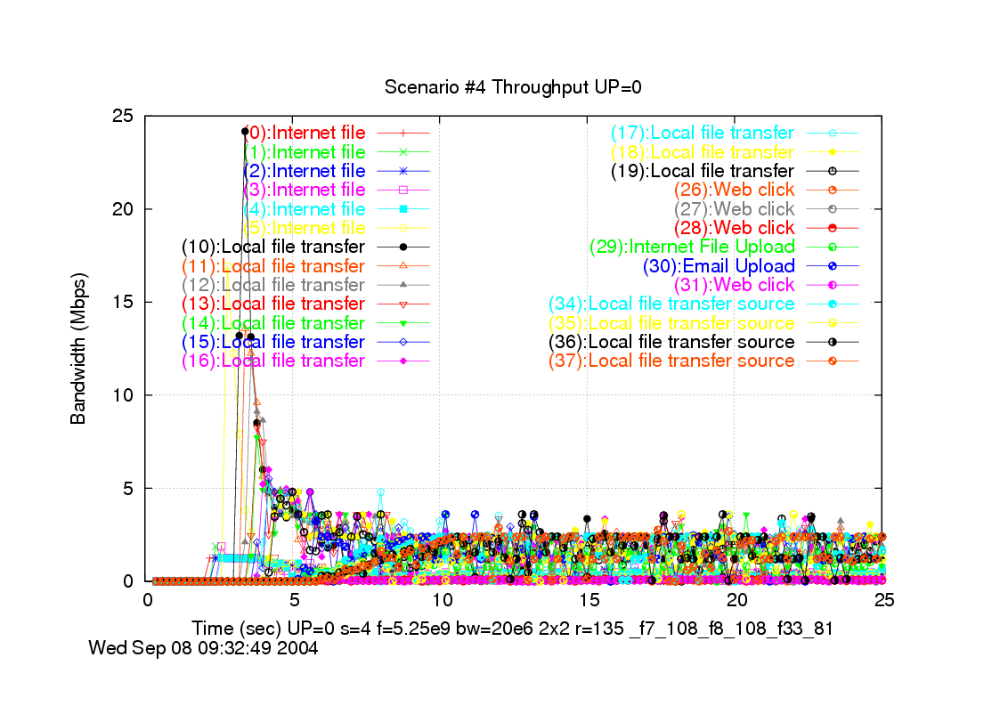 Scenario #4 Throughput UP=0
25
20
15
10
5
0
0 5 10 15 20 25
Bandwidth (Mbps)
(0):Internet file
(1):Internet file
(2):Internet file
(3):Internet file
(4):Internet file
(5):Internet file
(10):Local file transfer
(11):Local file transfer
(12):Local file transfer
(13):Local file transfer
(14):Local file transfer
(15):Local file transfer
(16):Local file transfer
(17):Local file transfer
(18):Local file transfer
(19):Local file transfer
(26):Web click
(27):Web click
(28):Web click
(29):Internet File Upload
(30):Email Upload
(31):Web click
(34):Local file transfer source
(35):Local file transfer source
(36):Local file transfer source
(37):Local file transfer source
Time (sec) UP=0 s=4 f=5.25e9 bw=20e6 2x2 r=135 _f7_108_f8_108_f33_81
Wed Sep 08 09:32:49 2004